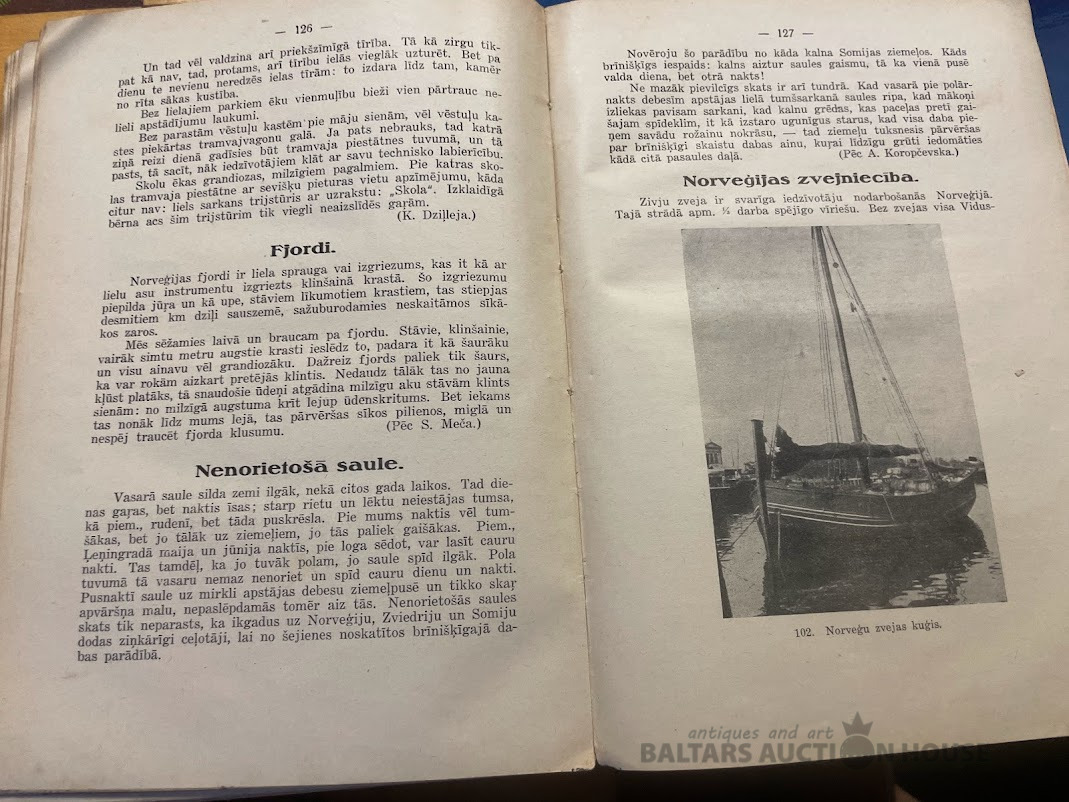 — 126 —
Un tad vēl valdzina arī priekšzīmīgā tīrība. Tā kā zirgu tik-
pat kā nav, tad, protams, arī tīrību ielās vieglāk uzturēt. Bet pa
dienu te nevienu neredzēs ielas tīrām: to izdara līdz tam, kamēr
no rīta sākas kustība.
Bez lielajem parkiem ēku vienmuļību bieži vien pārtrauc ne-
lieli apstādījumu laukumi.
Bez parastām vēstuļu kastēm pie māju sienām, vēl vēstuļu ka-
stes piekārtas tramvajvagonu galā. Ja pats nebrauks, tad katrā
ziņā reizi dienā gadīsies būt tramvaja piestātnes tuvumā, un tā
pasts, tā sacīt, nāk iedzīvotājiem klāt ar savu technisko labierīcību.
Skolu ēkas grandiozas, milzīgiem pagalmiem. Pie katras sko-
las tramvaja piestātne ar sevišķu pieturas vietu apzīmējumu, kāda
citur nav: liels sarkans trijstūris ar uzrakstu: „Skola“. Izklaidīgā
bērna acs šim trijstūrim tik viegli neaizslīdēs gaŗām.
(K. Dziļleja.)
Fjordi.
Norveģijas fjordi ir liela sprauga vai izgriezums, kas it kā ar
lielu asu instrumentu izgriezts klinšainā krastā. Šo izgriezumu
piepilda jūŗa un kā upe, stāviem līkumotiem krastiem, tas stiepjas
desmitiem km dziļi sauszemē, sažuburodamies neskaitāmos sīkā-
kos zaros.
Mēs sēžamies laivā un braucam pa fjordu. Stāvie, klinšainie,
vairāk simtu metru augstie krasti ieslēdz to, padara it kā šaurāku
un visu ainavu vēl grandiozāku. Dažreiz fjords paliek tik šaurs,
ka var rokām aizkart pretējās klintis. Nedaudz tālāk tas no jauna
kļūst platāks, tā snaudošie ūdeņi atgādina milzīgu aku stāvām klints
sienām: no milzīga augstuma krīt lejup ūdenskritums. Bet iekams
tas nonāk līdz mums lejā, tas pārvēršas sīkos pilienos, miglā un
nespēj traucēt fjorda klusumu.
(Pēc S. Meča.)
Nenorietošā saule.
Vasarā saule silda zemi ilgāk, nekā citos gada laikos. Tad die-
nas gaŗas, bet naktis īsas; starp rietu un lēktu neiestājas tumsa,
kā piem., rudenī, bet tāda puskrēsla. Pie mums naktis vēl tum-
šākas, bet jo tālāk uz ziemeļiem, jo tās paliek gaišākas. Piem.,
Ļeņingradā maija un jūnija naktīs, pie loga sēdot, var lasīt cauru
nakti. Tas tamdēļ, ka jo tuvāk polam, jo saule spīd ilgāk. Pola
tuvumā tā vasaru nemaz nenoriet un spīd cauru dienu un nakti.
Pusnaktī saule uz mirkli apstājas debesu ziemeļpusē un tikko skaŗ
apvāršņa malu, nepaslēpdamās tomēr aiz tās. Nenorietošās saules
skats tik neparasts, ka ikgadus uz Norveģiju, Zviedriju un Somiju
dodas ziņkārīgi ceļotāji, lai no šejienes noskatītos brīnišķīgajā da-
bas parādībā.
— 127 —
Novēroju šo parādību no kāda kalna Somijas ziemeļos. Kāds
brīnišķīgs iespaids: kalns aiztur saules gaismu, tā ka vienā pusē
valda diena, bet otrā nakts!
Ne mazāk pievilcīgs skats ir arī tundrā. Kad vasarā pie polār-
nakts debesīm apstājas lielā tumšsarkanā saules ripa, kad mākoņi
izliekas pavisam sarkani, kad kalnu grēdas, kas paceļas pretī gai-
šajam spīdeklim, it kā izstaro ugunīgus starus, kad visa daba pie-
ņem savādu rožainu nokrāsu, — tad ziemeļu tuksnesis pārvēršas
par brīnišķīgi skaistu dabas ainu, kuŗai līdzīgu grūti iedomāties
kādā citā pasaules daļā.
(Pēc A. Koropčevska.)
Norveģijas zvejniecība.
Zivju zveja ir svarīga iedzīvotāju nodarbošanās Norveģijā.
Tajā strādā apm. ½ darba spējīgo vīriešu. Bez zvejas visa Vidus-
102. Norveģu zvejas kuģis.
antiques and art
BALTARS AUCTION HOUSE